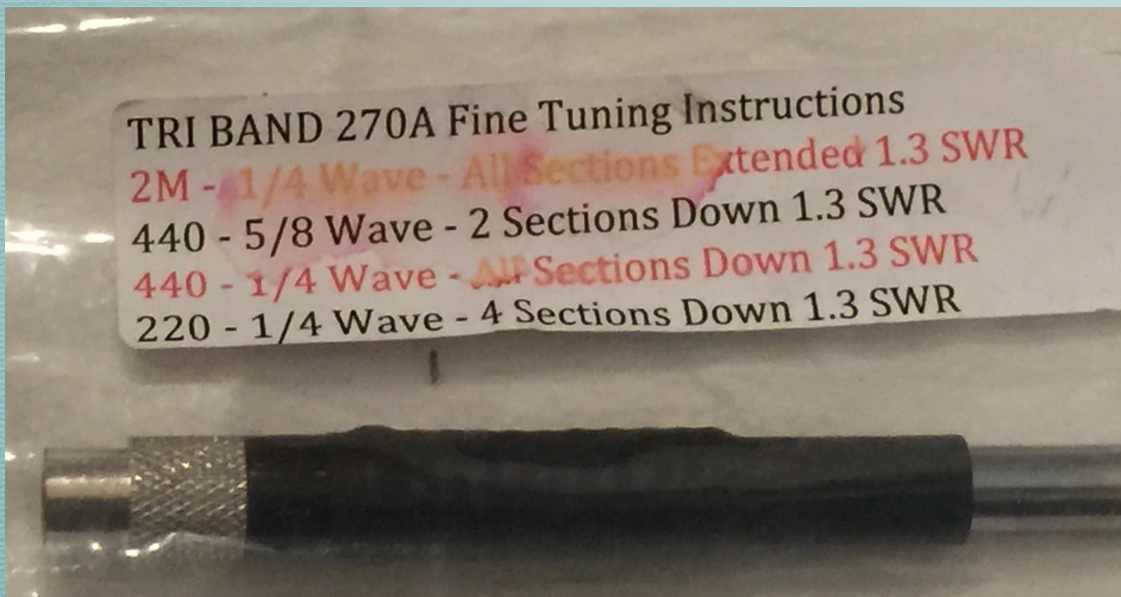 TRI BAND 270A Fine Tuning Instructions
2M - 1/4 Wave - All Sections Extended 1.3 SWR
440 - 5/8 Wave - 2 Sections Down 1.3 SWR
440 - 1/4 Wave - All Sections Down 1.3 SWR
220 - 1/4 Wave - 4 Sections Down 1.3 SWR